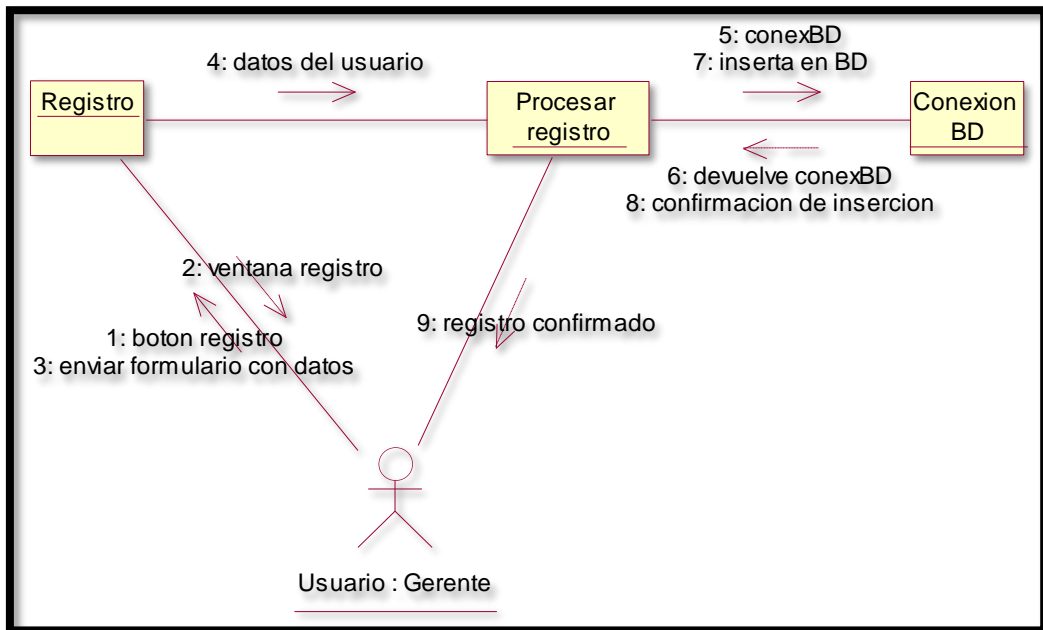 5: conexBD
4: datos del usuario
7: inserta en BD
Registro
Procesar
registro
Conexion
BD
6: devuelve conexBD
8: confirmacion de insercion
2: ventana registro
1: boton registro
3: enviar formulario con datos
9: registro confirmado
Usuario : Gerente